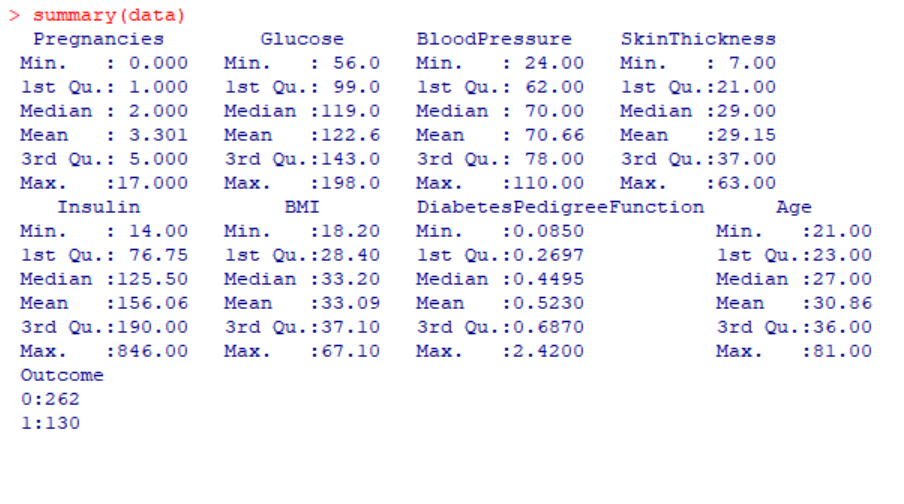 > summary(data)
  Pregnancies         Glucose       BloodPressure     SkinThickness
 Min.   : 0.000   Min.   : 56.0   Min.   : 24.00   Min.   : 7.00
 1st Qu.: 1.000   1st Qu.: 99.0   1st Qu.: 62.00   1st Qu.:21.00
 Median : 2.000   Median :119.0   Median : 70.00   Median :29.00
 Mean   : 3.301   Mean   :122.6   Mean   : 70.66   Mean   :29.15
 3rd Qu.: 5.000   3rd Qu.:143.0   3rd Qu.: 78.00   3rd Qu.:37.00
 Max.   :17.000   Max.   :198.0   Max.   :110.00   Max.   :63.00
    Insulin            BMI        DiabetesPedigreeFunction      Age
 Min.   : 14.00   Min.   :18.20   Min.   :0.0850           Min.   :21.00
 1st Qu.: 76.75   1st Qu.:28.40   1st Qu.:0.2697           1st Qu.:23.00
 Median :125.50   Median :33.20   Median :0.4495           Median :27.00
 Mean   :156.06   Mean   :33.09   Mean   :0.5230           Mean   :30.86
 3rd Qu.:190.00   3rd Qu.:37.10   3rd Qu.:0.6870           3rd Qu.:36.00
 Max.   :846.00   Max.   :67.10   Max.   :2.4200           Max.   :81.00
 Outcome
 0:262
 1:130